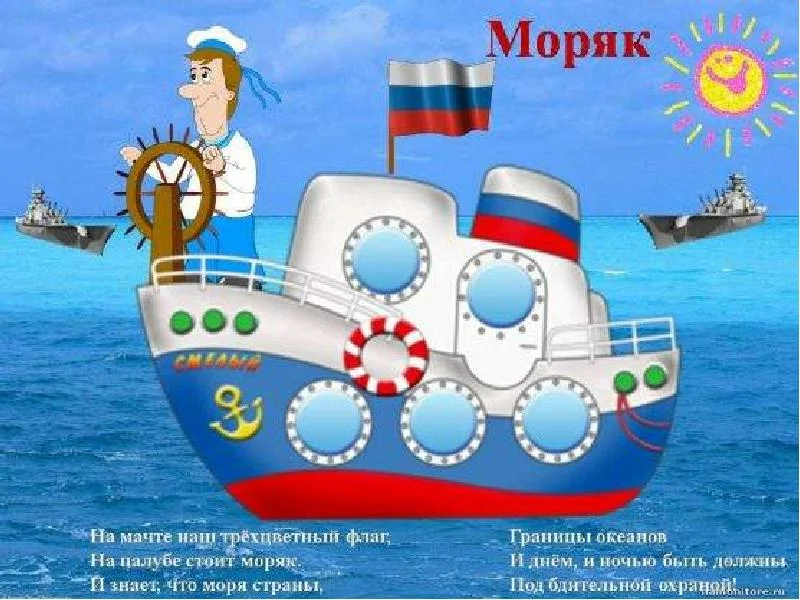 Моряк
СМЕЛЫЙ
На мачте наш трёхцветный флаг,
На палубе стоит моряк.
И знает, что моря страны,
Границы океанов
И днём, и ночью быть должны
Под бдительной охраной!